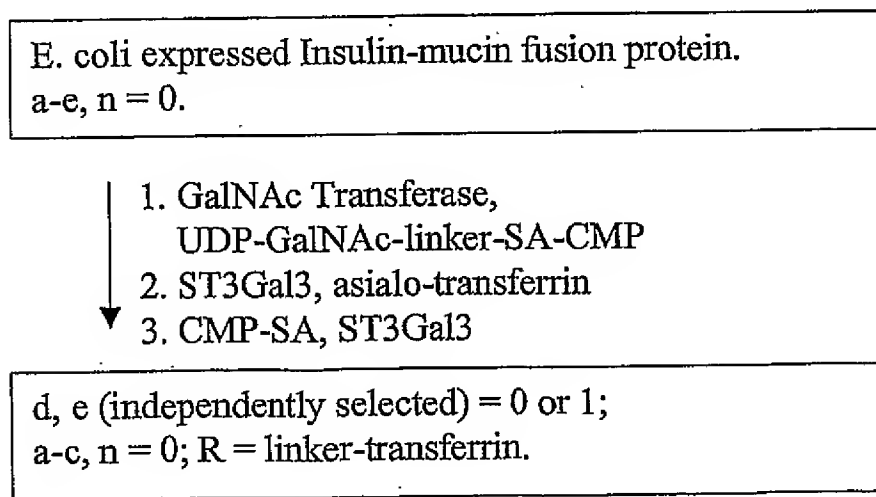 E. coli expressed Insulin-mucin fusion protein.
a-e, n = 0.
1. GalNAc Transferase,
UDP-GalNAc-linker-SA-CMP
2. ST3Gal3, asialo-transferrin
3. CMP-SA, ST3Gal3
d, e (independently selected) = 0 or 1;
a-c, n = 0; R = linker-transferrin.